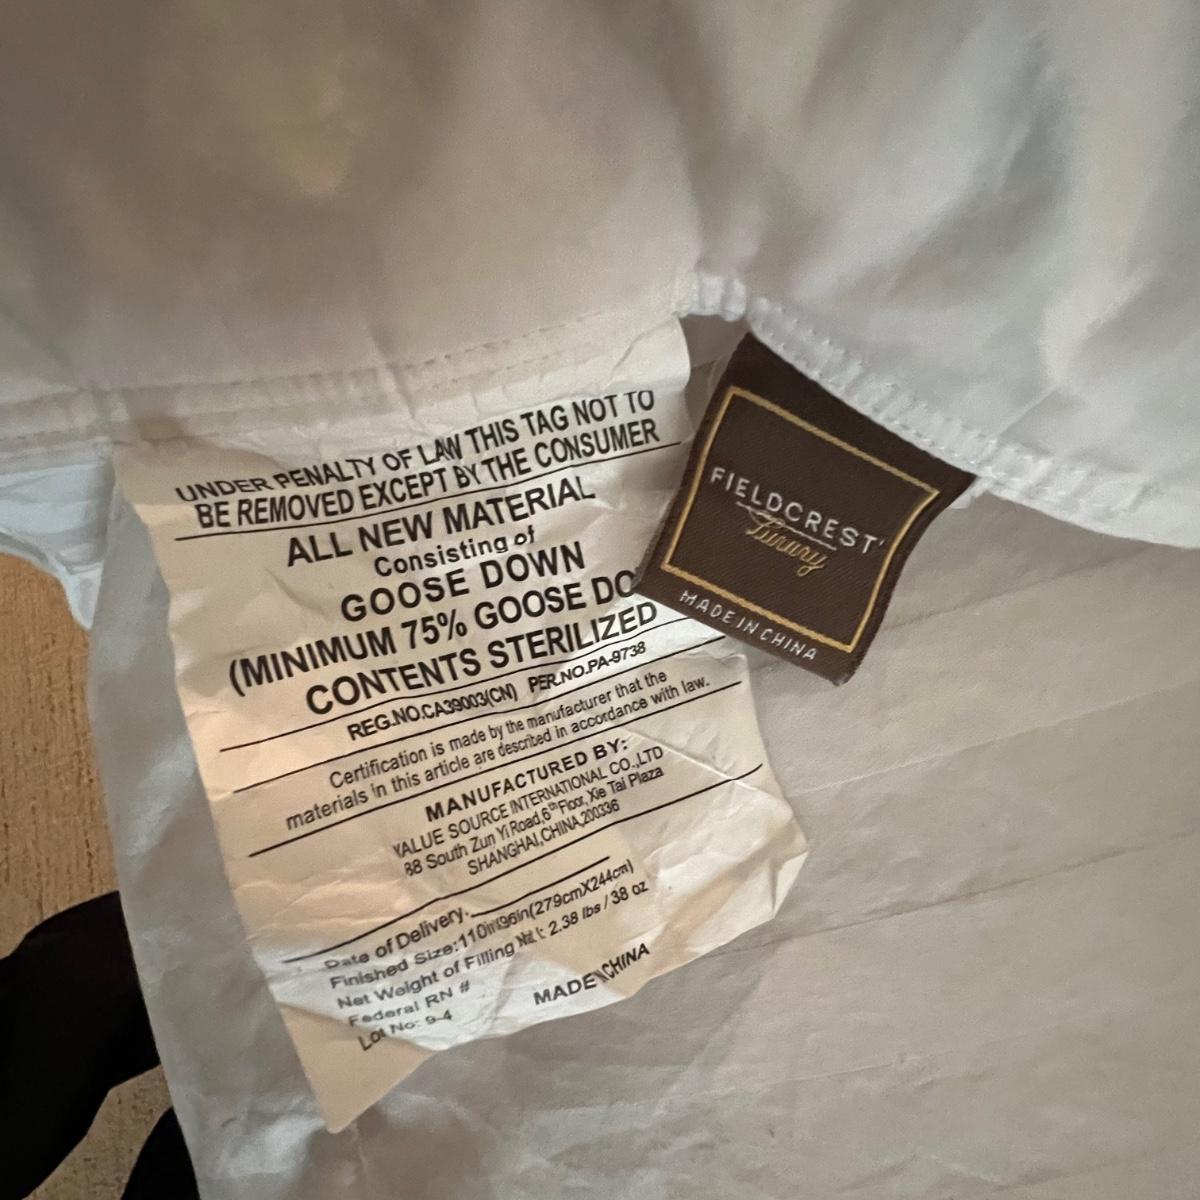 UNDER PENALTY OF LAW THIS TAG NOT TO
BE REMOVED EXCEPT BY THE CONSUMER
ALL NEW MATERIAL
Consisting of
GOOSE DOWN
(MINIMUM 75% GOOSE DO
CONTENTS STERILIZED
REG.NO.CA39003(CN) PER.NO.PA-9738
Certification is made by the manufacturer that the
materials in this article are described in accordance with law.
MANUFACTURED BY:
VALUE SOURCE INTERNATIONAL CO.,LTD
88 South Zun Yi Road,6th Floor, Xie Tai Plaza
SHANGHAI,CHINA,200336
Date of Delivery.
Finished Size:110inX96in(279cmX244cm)
Net Weight of Filling 2.38 lbs / 38 oz
Federal RN #
Lot No: 9-4
MADE IN CHINA
FIELDCREST
Luxury
MADE IN CHINA